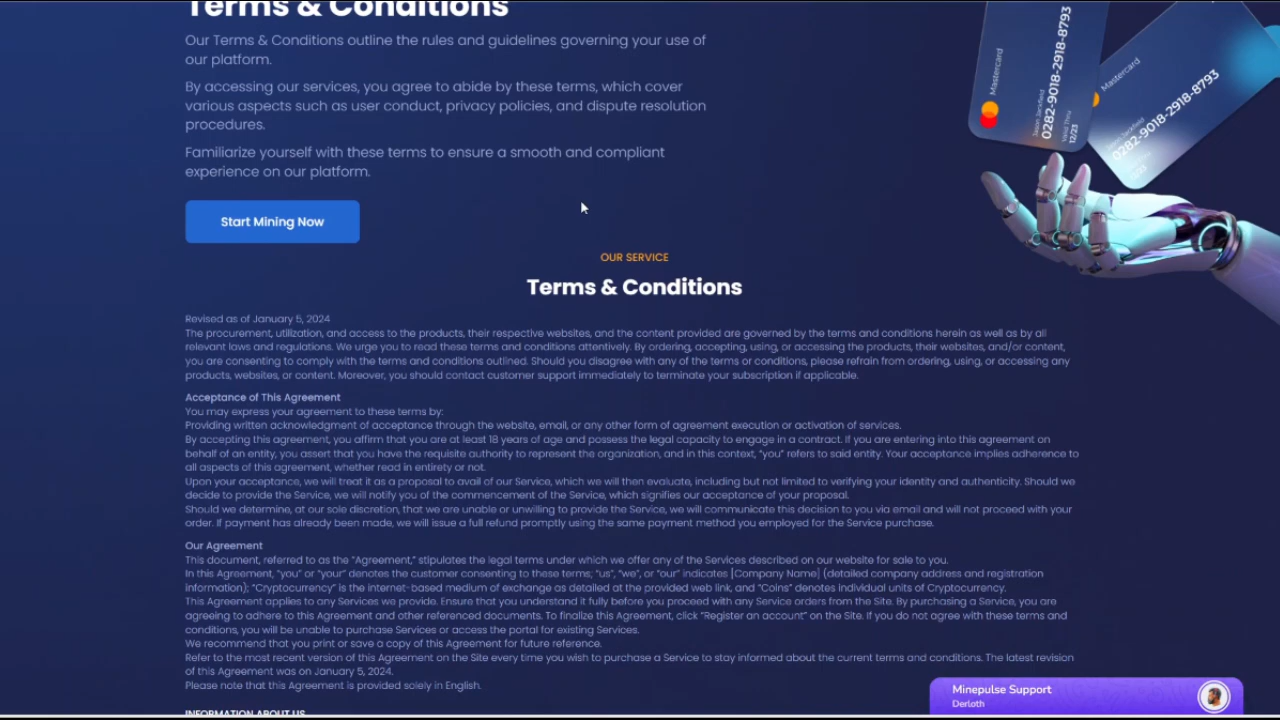 Terms & Conditions
Our Terms & Conditions outline the rules and guidelines governing your use of
our platform.
By accessing our services, you agree to abide by these terms, which cover
various aspects such as user conduct, privacy policies, and dispute resolution
procedures.
Familiarize yourself with these terms to ensure a smooth and compliant
experience on our platform.
Start Mining Now
Mastercard
0282-9018-2918-8793
Valid Thru
12/23
Mastercard
0282-9018-2918-8793
OUR SERVICE
Terms & Conditions
Revised as of January 5, 2024
The procurement, utilization, and access to the products, their respective websites, and the content provided are governed by the terms and conditions herein as well as by all
relevant laws and regulations. We urge you to read these terms and conditions attentively. By ordering, accepting, using, or accessing the products, their websites, and/or content,
you are consenting to comply with the terms and conditions outlined. Should you disagree with any of the terms or conditions, please refrain from ordering, using, or accessing any
products, websites, or content. Moreover, you should contact customer support immediately to terminate your subscription if applicable.
Acceptance of This Agreement
You may express your agreement to these terms by:
Providing written acknowledgment of acceptance through the website, email, or any other form of agreement execution or activation of services.
By accepting this agreement, you affirm that you are at least 18 years of age and possess the legal capacity to engage in a contract. If you are entering into this agreement on
behalf of an entity, you assert that you have the requisite authority to represent the organization, and in this context, "you" refers to said entity. Your acceptance implies adherence to
all aspects of this agreement, whether read in entirety or not.
Upon your acceptance, we will treat it as a proposal to avail of our Service, which we will then evaluate, including but not limited to verifying your identity and authenticity. Should we
decide to provide the Service, we will notify you of the commencement of the Service, which signifies our acceptance of your proposal.
Should we determine, at our sole discretion, that we are unable or unwilling to provide the Service, we will communicate this decision to you via email and will not proceed with your
order. If payment has already been made, we will issue a full refund promptly using the same payment method you employed for the Service purchase.
Our Agreement
This document, referred to as the "Agreement," stipulates the legal terms under which we offer any of the Services described on our website for sale to you.
In this Agreement, "you" or "your" denotes the customer consenting to these terms; "us", "we", or "our" indicates [Company Name] (detailed company address and registration
information); "Cryptocurrency" is the internet-based medium of exchange as detailed at the provided web link, and "Coins" denotes individual units of Cryptocurrency.
This Agreement applies to any Services we provide. Ensure that you understand it fully before you proceed with any Service orders from the Site. By purchasing a Service, you are
agreeing to adhere to this Agreement and other referenced documents. To finalize this Agreement, click "Register an account" on the Site. If you do not agree with these terms and
conditions, you will be unable to purchase Services or access the portal for existing Services.
We recommend that you print or save a copy of this Agreement for future reference.
Refer to the most recent version of this Agreement on the Site every time you wish to purchase a Service to stay informed about the current terms and conditions. The latest revision
of this Agreement was on January 5, 2024.
Please note that this Agreement is provided solely in English.
INFORMATION ABOUT US
Minepulse Support
Derloth